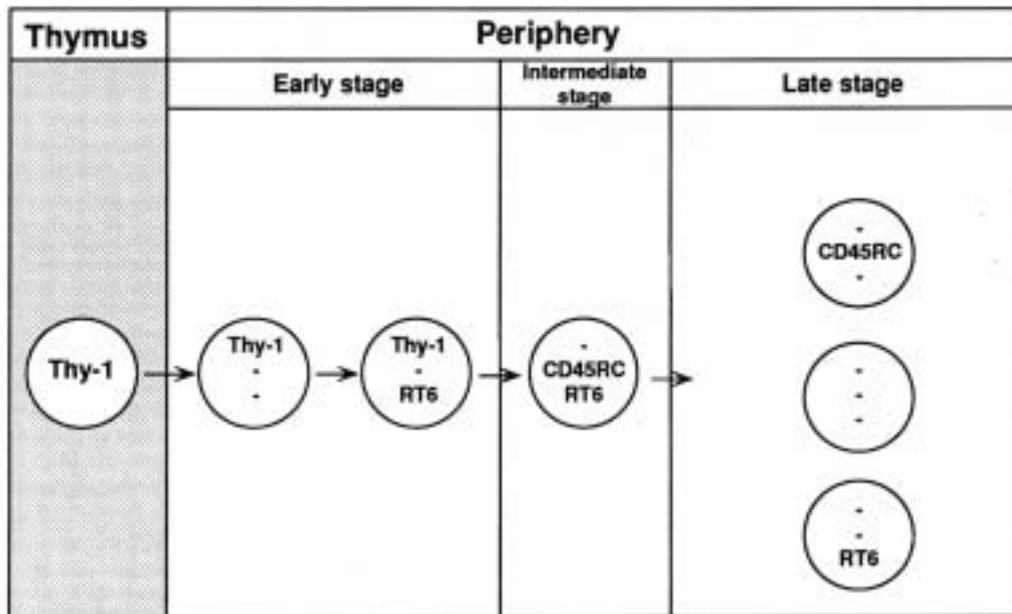 Thymus
Periphery
Early stage
Intermediate
stage
Late stage
Thy-1
Thy-1
-
-
Thy-1
-
RT6
-
CD45RC
RT6
-
CD45RC
-
-
-
-
-
-
RT6